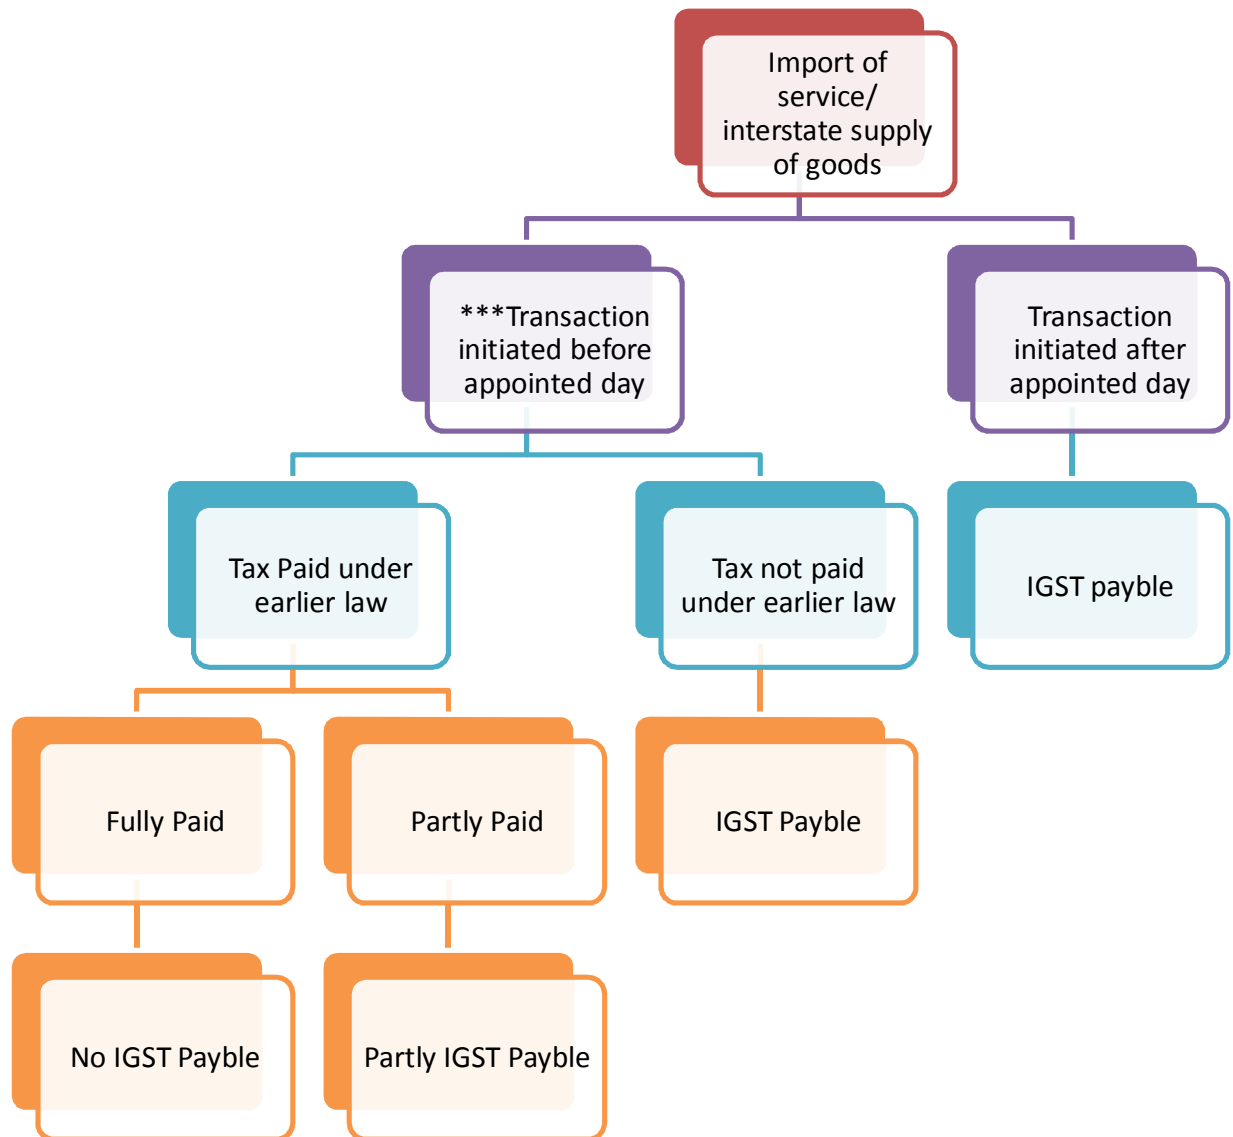 Import of
service/
interstate supply
of goods
***Transaction
initiated before
appointed day
Transaction
initiated after
appointed day
Tax Paid under
earlier law
Tax not paid
under earlier law
IGST payble
Fully Paid
Partly Paid
IGST Payble
No IGST Payble
Partly IGST Payble